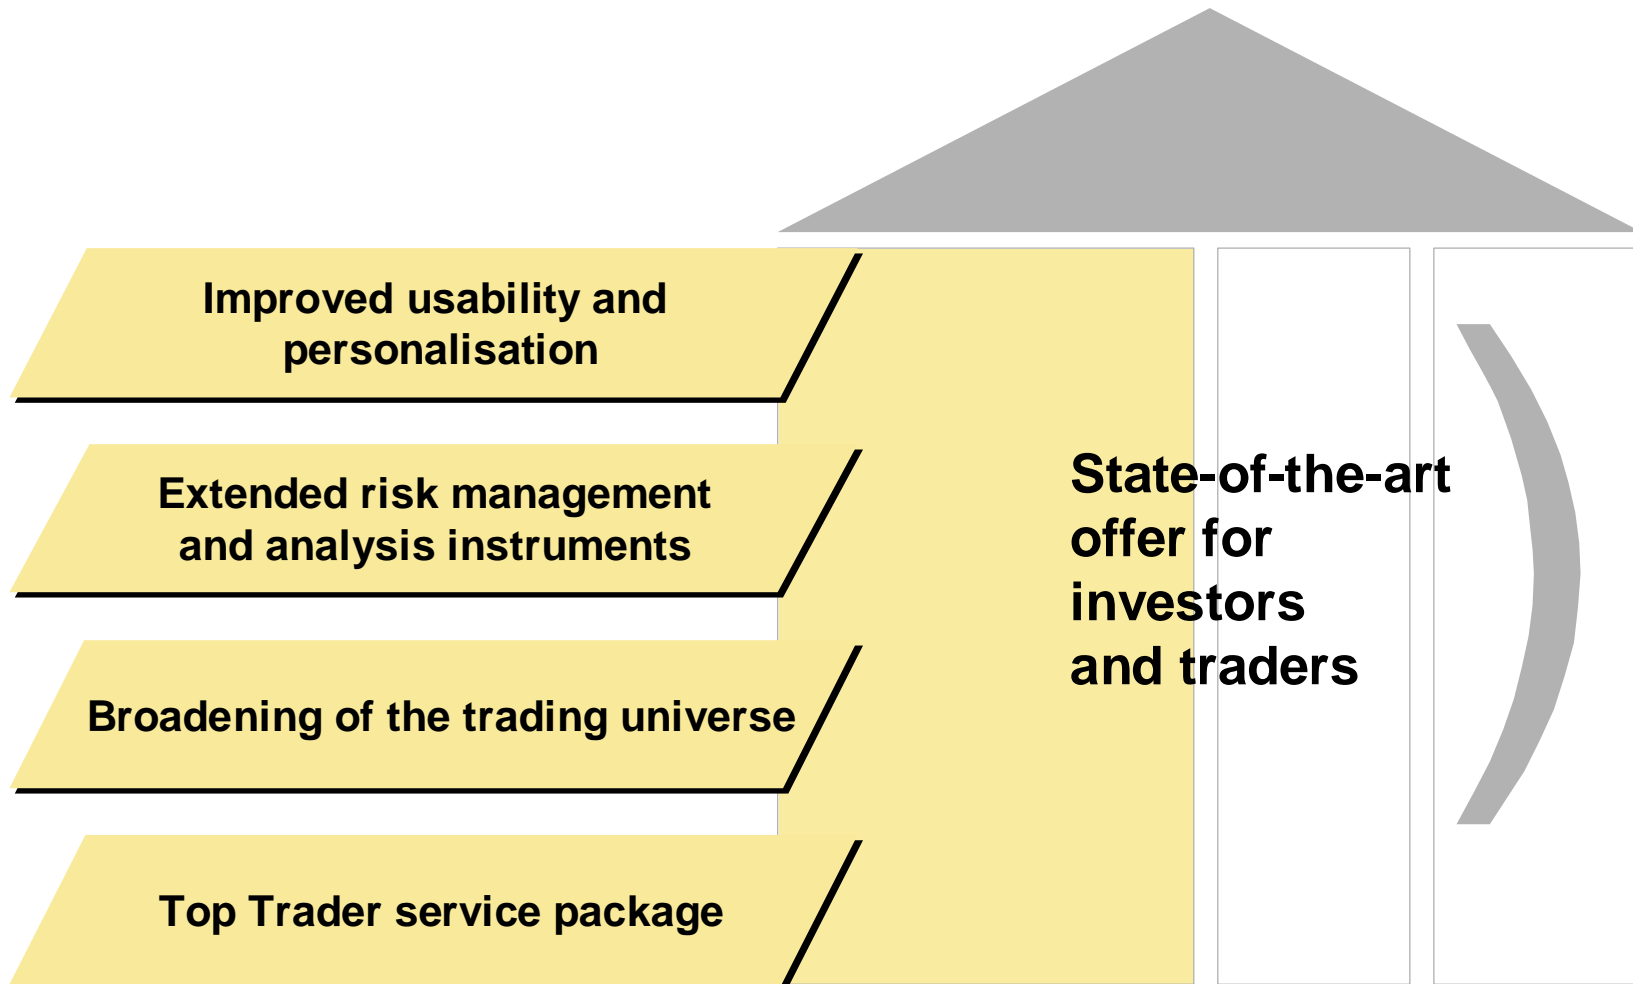 Improved usability and
personalisation
Extended risk management
and analysis instruments
Broadening of the trading universe
Top Trader service package
State-of-the-art
offer for
investors
and traders